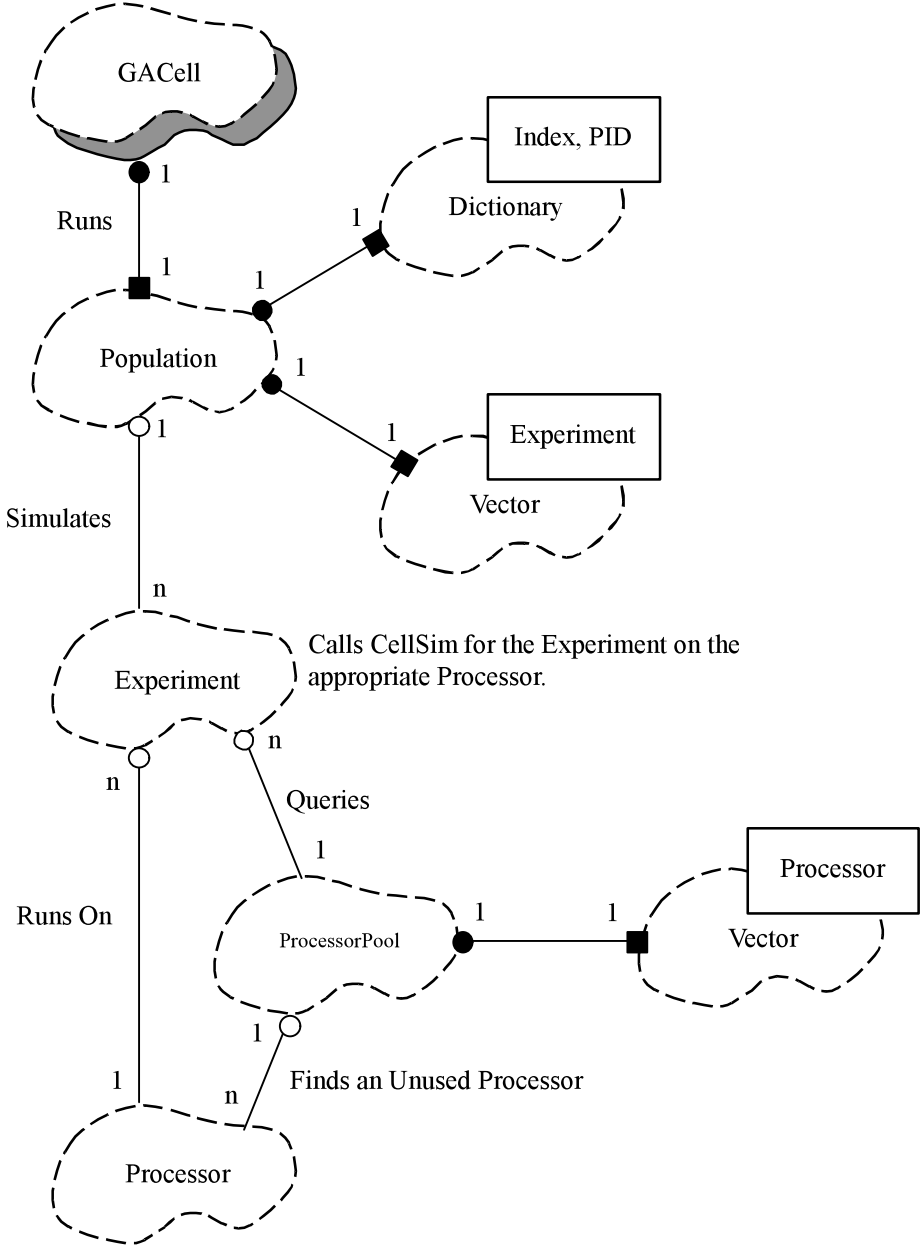 GACell
1
Runs
1
Index, PID
Dictionary
1
1
Population
1
1
Experiment
Vector
1
Simulates
n
Experiment
Calls CellSim for the Experiment on the
appropriate Processor.
n
n
Queries
1
Processor
Vector
Runs On
ProcessorPool
1
1
1
Finds an Unused Processor
1
n
Processor